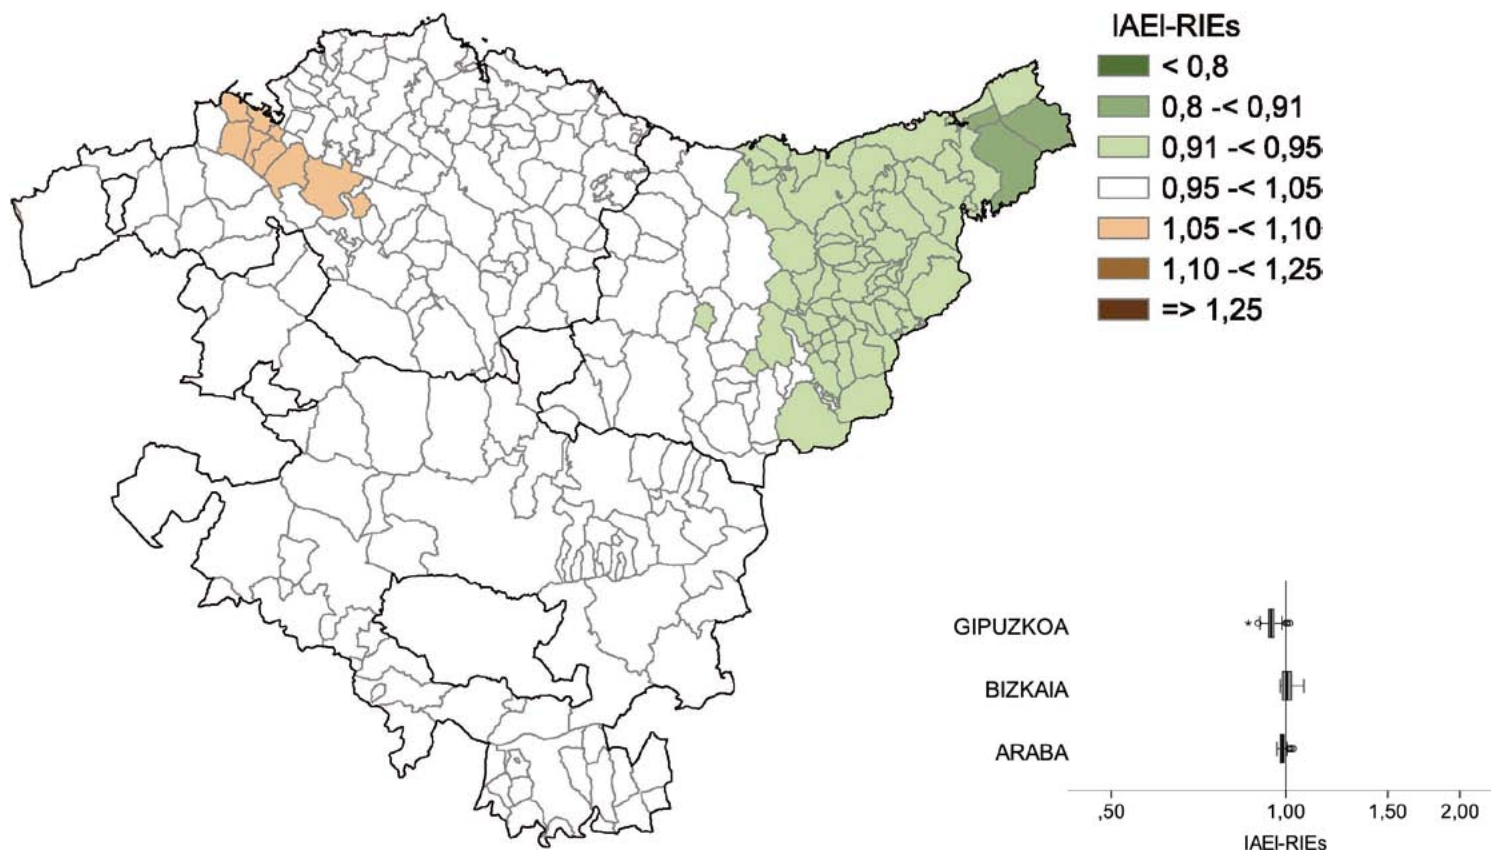 IAEI-RIEs
< 0,8
0,8 -< 0,91
0,91 -< 0,95
0,95 -< 1,05
1,05 -< 1,10
1,10 -< 1,25
=> 1,25
GIPUZKOA
BIZKAIA
ARABA
,50 1,00 1,50 2,00
IAEI-RIEs